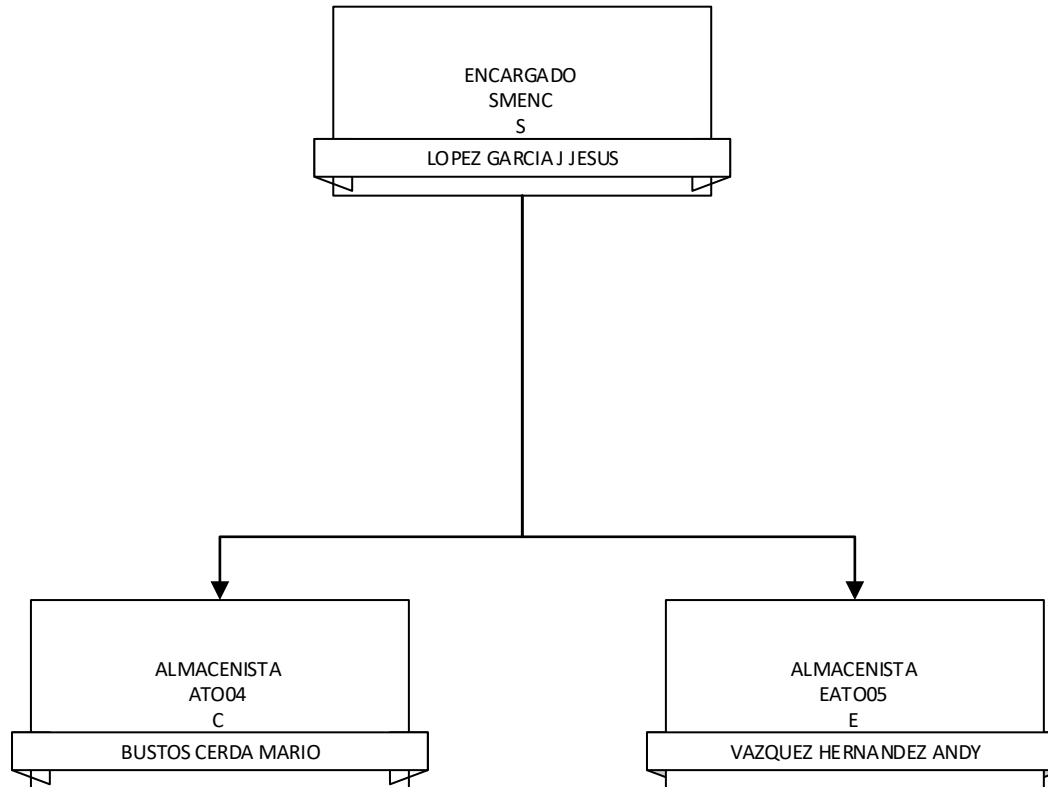 ENCARGADO
SMENC
S
LOPEZ GARCIA J JESUS
ALMACENISTA
ATO04
C
BUSTOS CERDA MARIO
ALMACENISTA
EATO05
E
VAZQUEZ HERNANDEZ ANDY